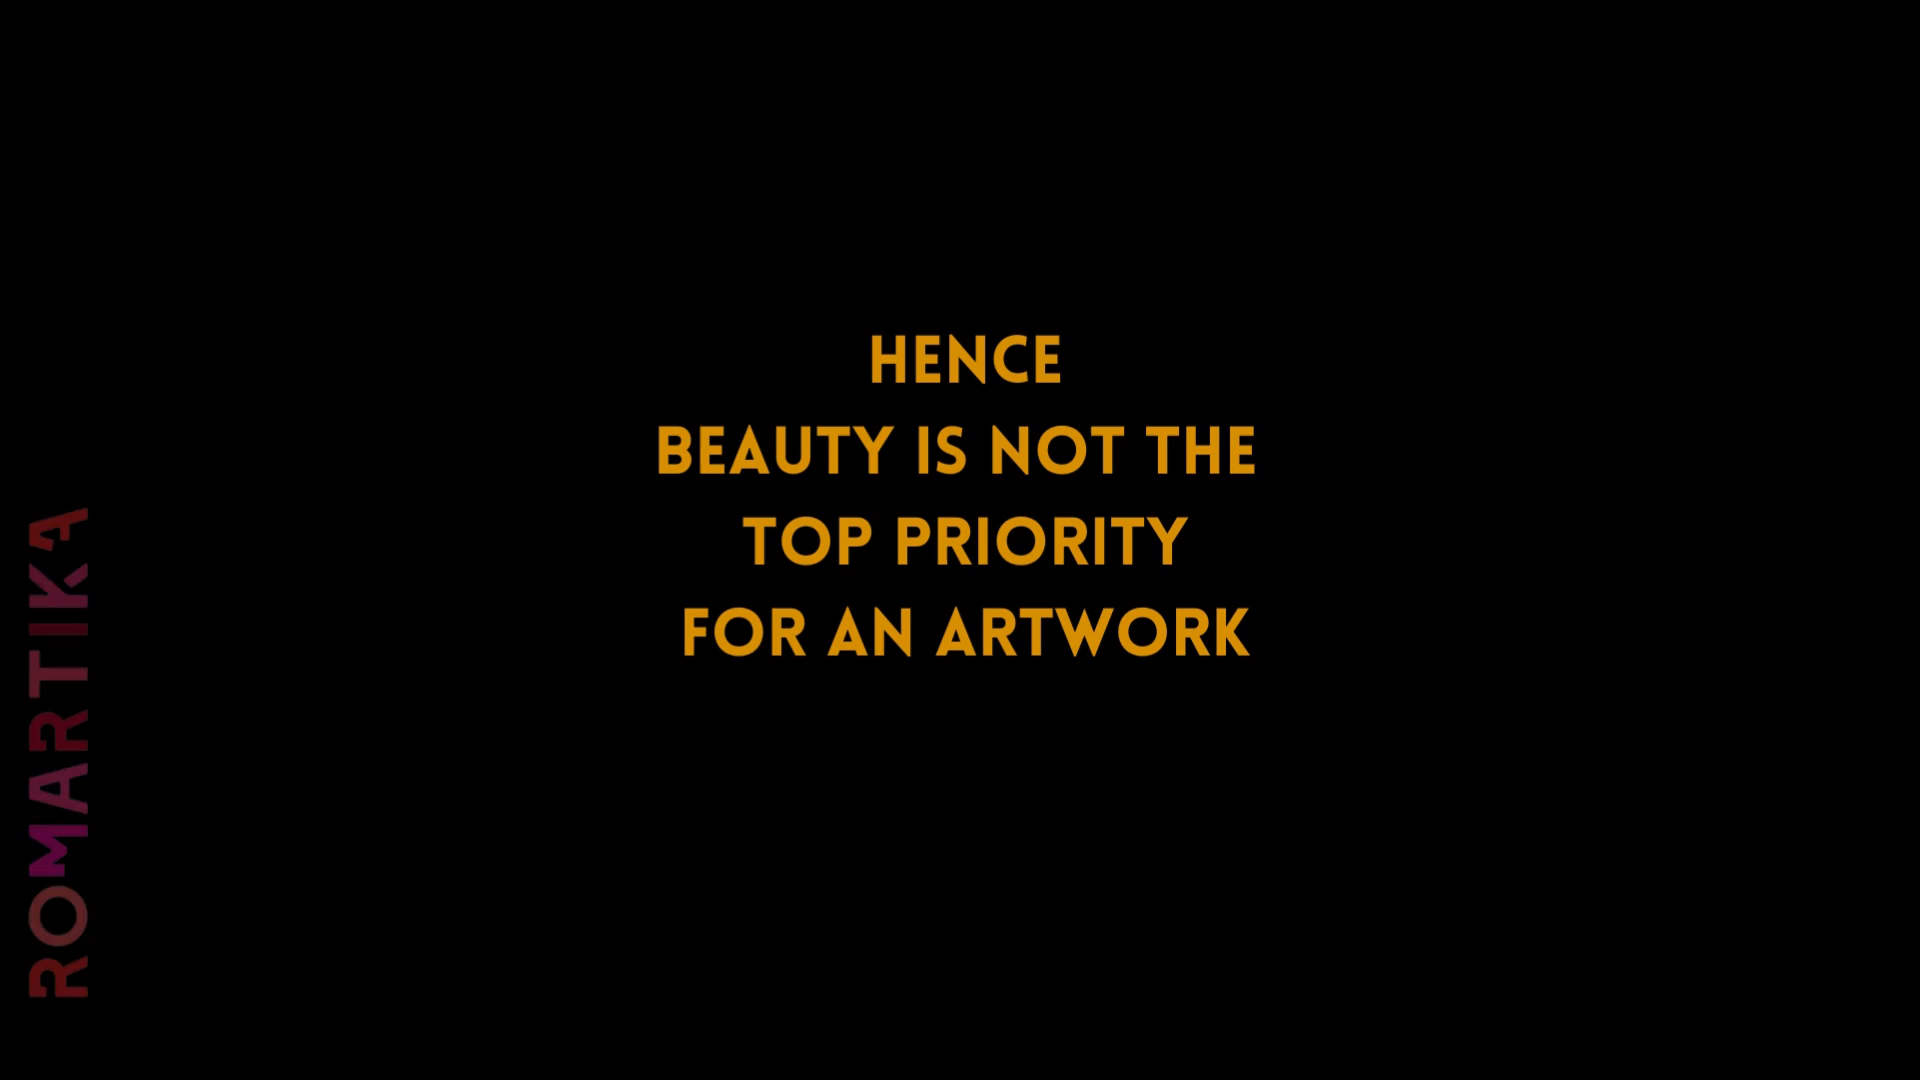 HENCE
BEAUTY IS NOT THE
TOP PRIORITY
FOR AN ARTWORK
ROMARTIKA